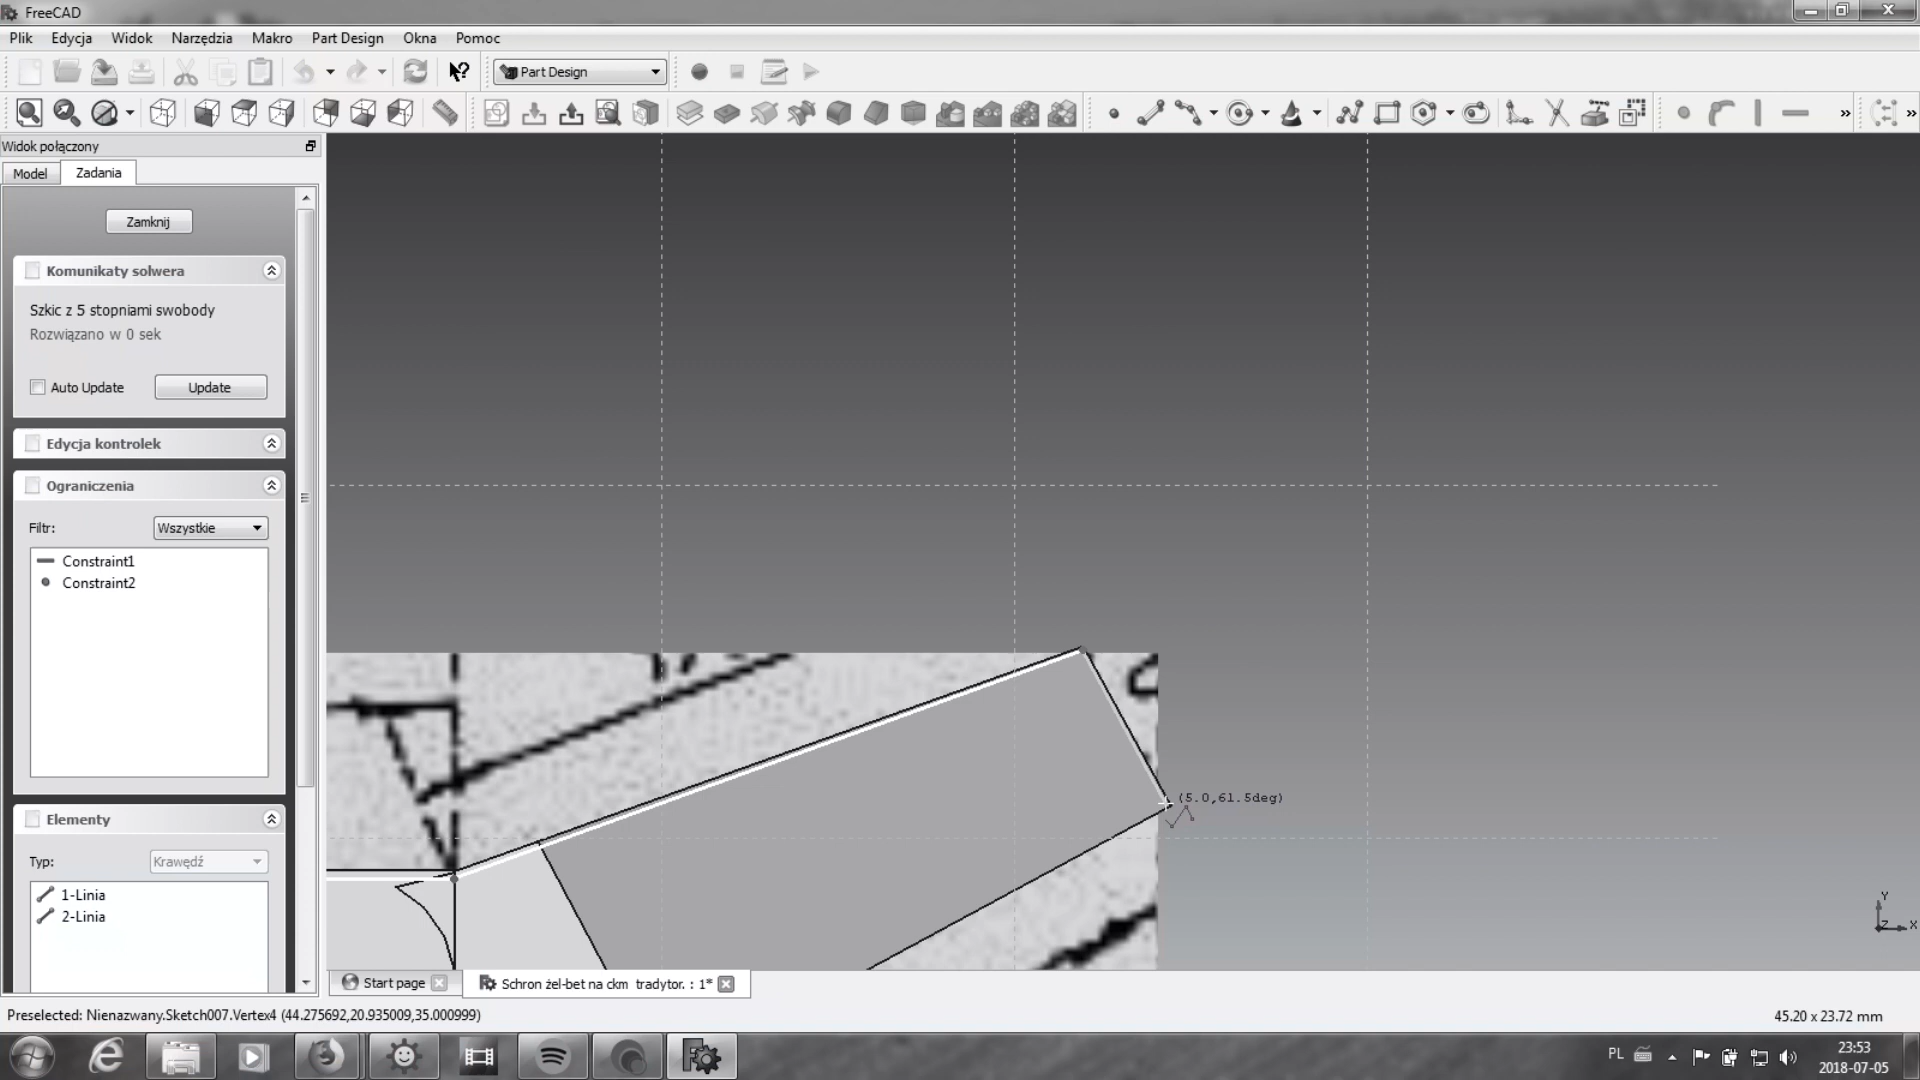 FreeCAD
Plik Edycja Widok Narzędzia Makro Part Design Okna Pomoc
Part Design
Widok połączony
Model Zadania
Zamknij
Komunikaty solwera
Szkic z 5 stopniami swobody
Rozwiązano w 0 sek
Auto Update Update
Edycja kontrolek
Ograniczenia
Filtr: Wszystkie
Constraint1
Constraint2
(5.0,61.5deg)
Elementy
Typ: Krawędź
1-Linia
2-Linia
Y
Z X
Start page Schron żel-bet na ckm tradytor. : 1*
Preselected: Nienazwany.Sketch007.Vertex4 (44.275692,20.935009,35.000999) 45.20 x 23.72 mm
PL 23:53
2018-07-05